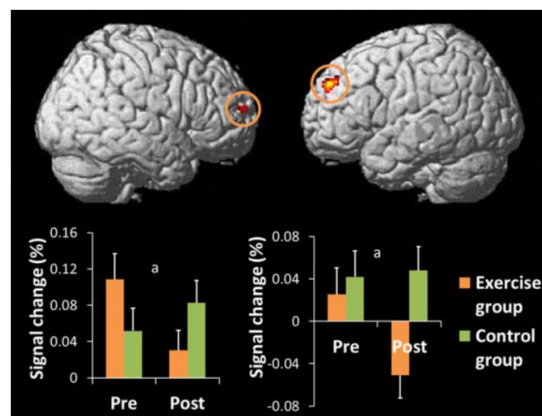 Signal change (%)
0.16
0.12
0.08
0.04
0
a
Pre
Post
Signal change (%)
0.08
0.04
0
-0.04
-0.08
a
Pre
Post
Exercise
group
Control
group